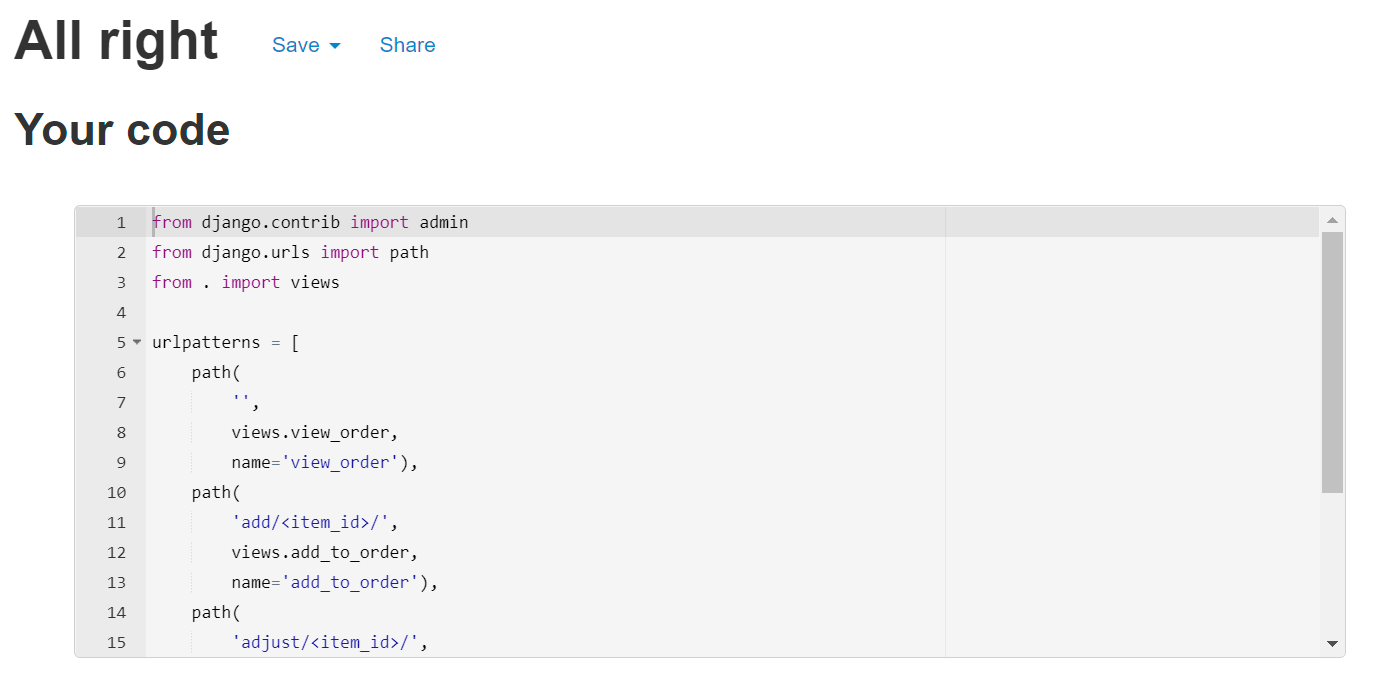 All right Save Share
Your code
1 from django.contrib import admin
2 from django.urls import path
3 from . import views
4
5 urlpatterns = [
6     path(
7         '',
8         views.view_order,
9         name='view_order'),
10     path(
11         'add/<item_id>/',
12         views.add_to_order,
13         name='add_to_order'),
14     path(
15         'adjust/<item_id>/',